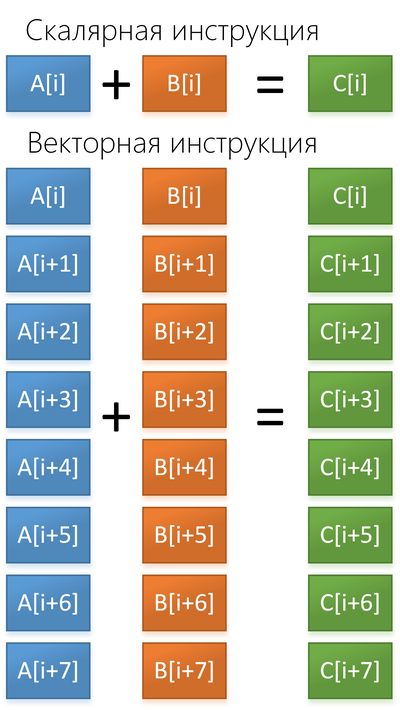 Скалярная инструкция
A[i] + B[i] = C[i]
Векторная инструкция
A[i] B[i] C[i]
A[i+1] B[i+1] C[i+1]
A[i+2] B[i+2] C[i+2]
A[i+3] + B[i+3] = C[i+3]
A[i+4] B[i+4] C[i+4]
A[i+5] B[i+5] C[i+5]
A[i+6] B[i+6] C[i+6]
A[i+7] B[i+7] C[i+7]